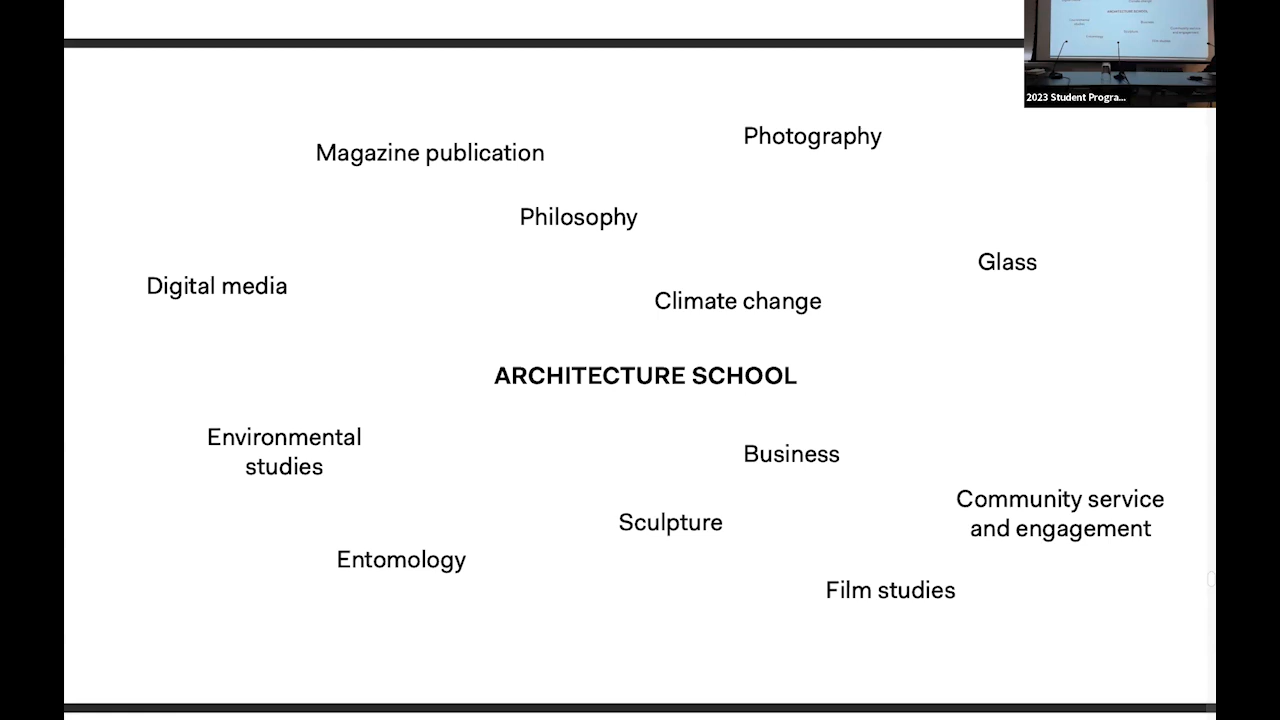 2023 Student Progra...
Photography
Magazine publication
Philosophy
Glass
Digital media
Climate change
ARCHITECTURE SCHOOL
Environmental
studies
Business
Community service
and engagement
Sculpture
Entomology
Film studies